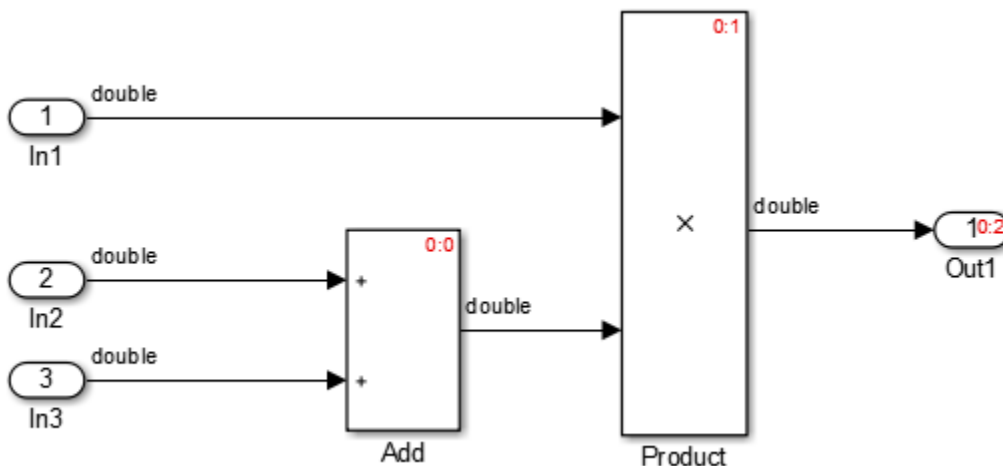 0:1
double
1
In1
×
double
1
0:2
Out1
0:0
double
2
In2
+
double
double
3
In3
+
Add
Product